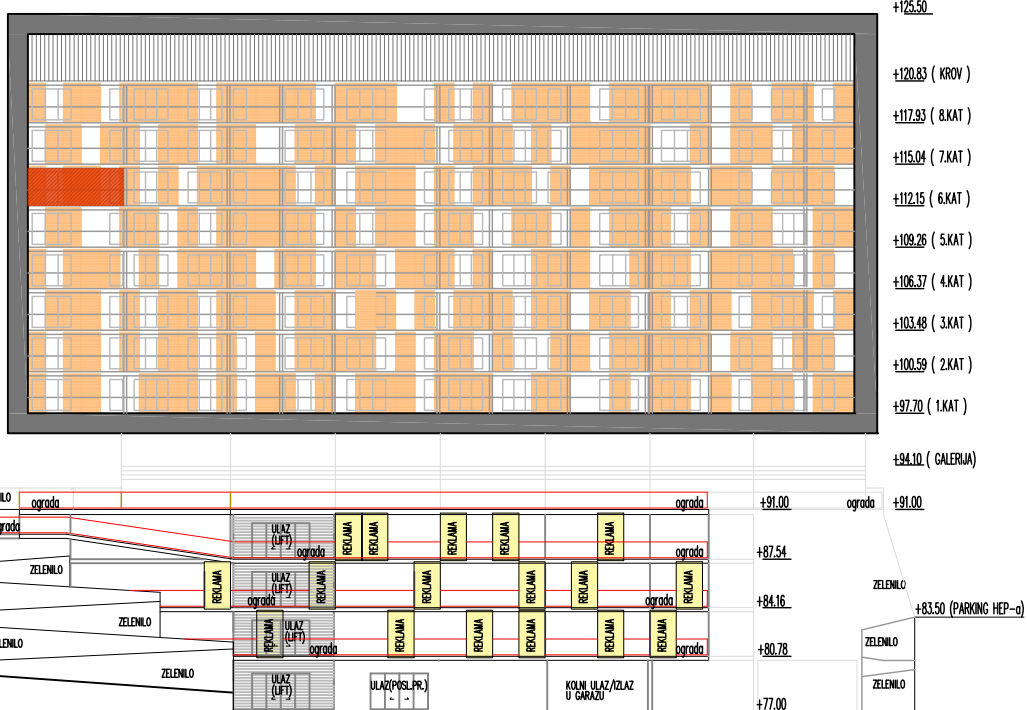 +125.50
+120.83 ( KROV )
+117.93 ( 8.KAT )
+115.04 ( 7.KAT )
+112.15 ( 6.KAT )
+109.26 ( 5.KAT )
+106.37 ( 4.KAT )
+103.48 ( 3.KAT )
+100.59 ( 2.KAT )
+97.70 ( 1.KAT )
+94.10 ( GALERIJA)
ILO
ograda
ograda
+91.00
ograda
+91.00
grada
ULAZ
(LIFT)
ograda
REKLAMA
REKLAMA
REKLAMA
REKLAMA
REKLAMA
ograda
+87.54
ZELENILO
REKLAMA
ULAZ
(LIFT)
REKLAMA
REKLAMA
REKLAMA
REKLAMA
REKLAMA
ZELENILO
ograda
ograda
+84.16
+83.50 (PARKING HEP-a)
ZELENILO
REKLAMA
ULAZ
(LIFT)
REKLAMA
REKLAMA
REKLAMA
REKLAMA
REKLAMA
ELENILO
ograda
ograda
+80.78
ZELENILO
ZELENILO
ULAZ
(LIFT)
ULAZ(POSL.PR.)
KOLNI ULAZ/IZLAZ
U GARAZU
ZELENILO
+77.00